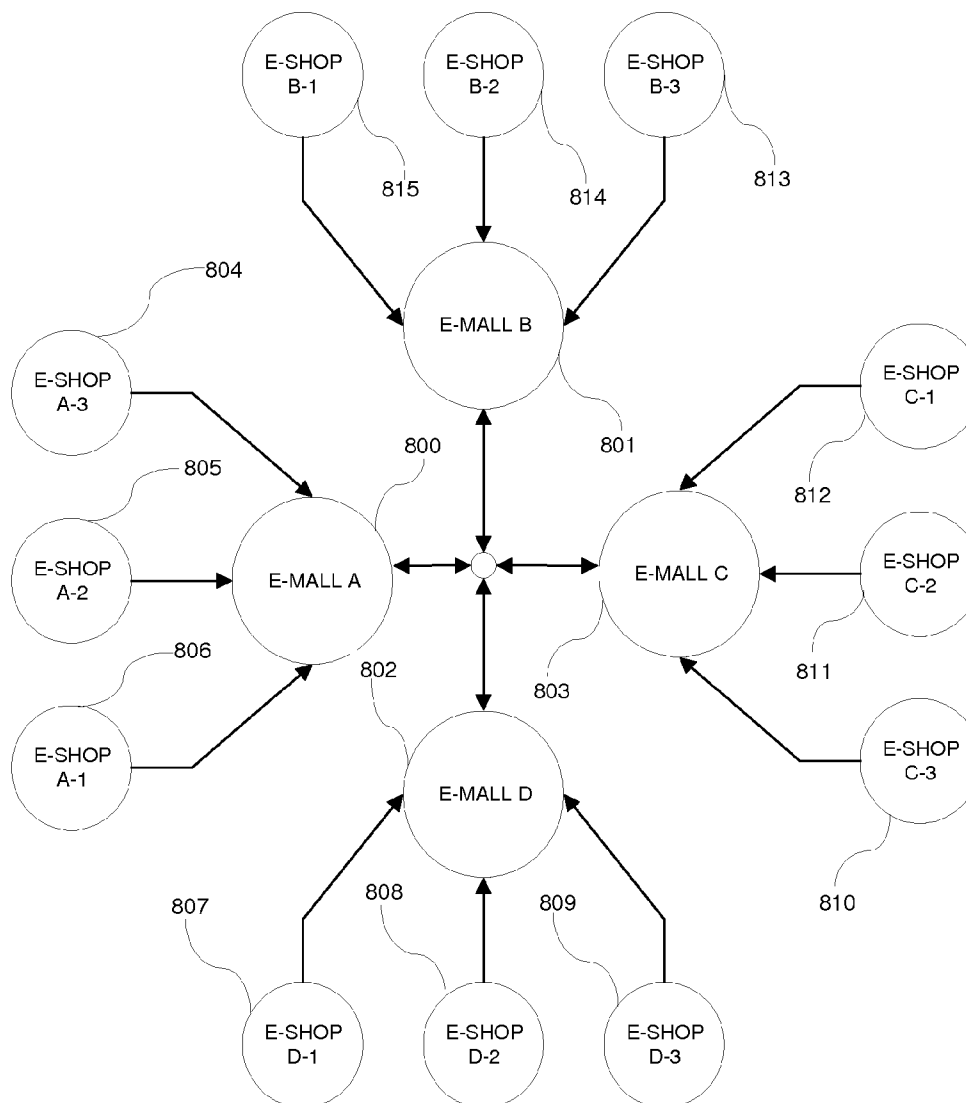 E-SHOP
B-1
E-SHOP
B-2
E-SHOP
B-3
815
814
813
804
E-MALL B
E-SHOP
A-3
801
E-SHOP
C-1
800
812
805
E-SHOP
A-2
E-MALL A
E-MALL C
E-SHOP
C-2
806
802
803
811
E-SHOP
A-1
E-MALL D
E-SHOP
C-3
810
807
808
809
E-SHOP
D-1
E-SHOP
D-2
E-SHOP
D-3